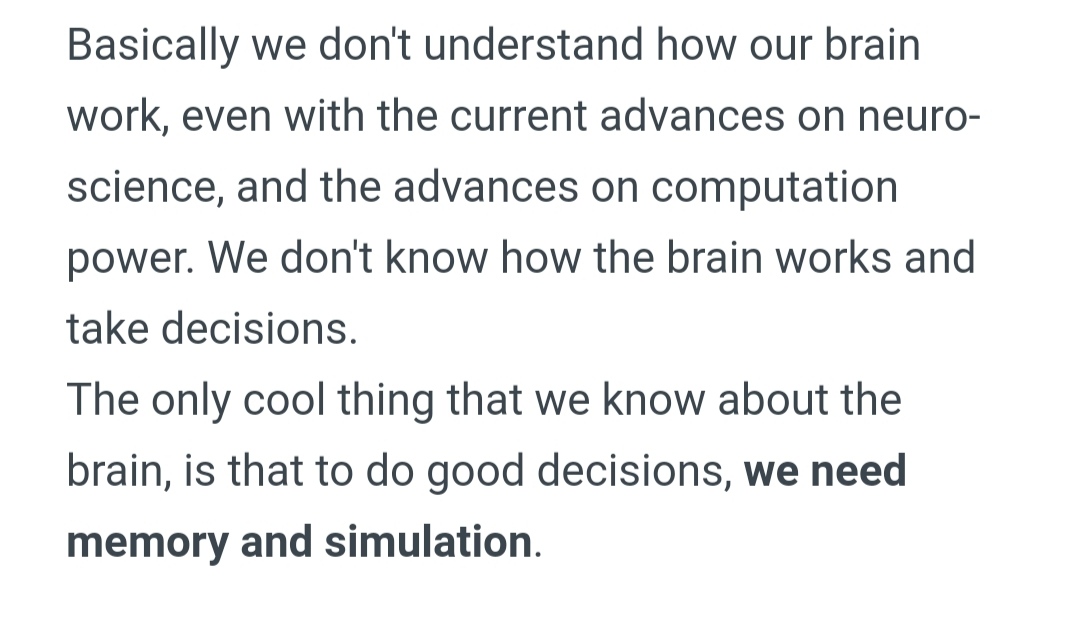 Basically we don't understand how our brain
work, even with the current advances on neuro-
science, and the advances on computation
power. We don't know how the brain works and
take decisions.
The only cool thing that we know about the
brain, is that to do good decisions, we need
memory and simulation.